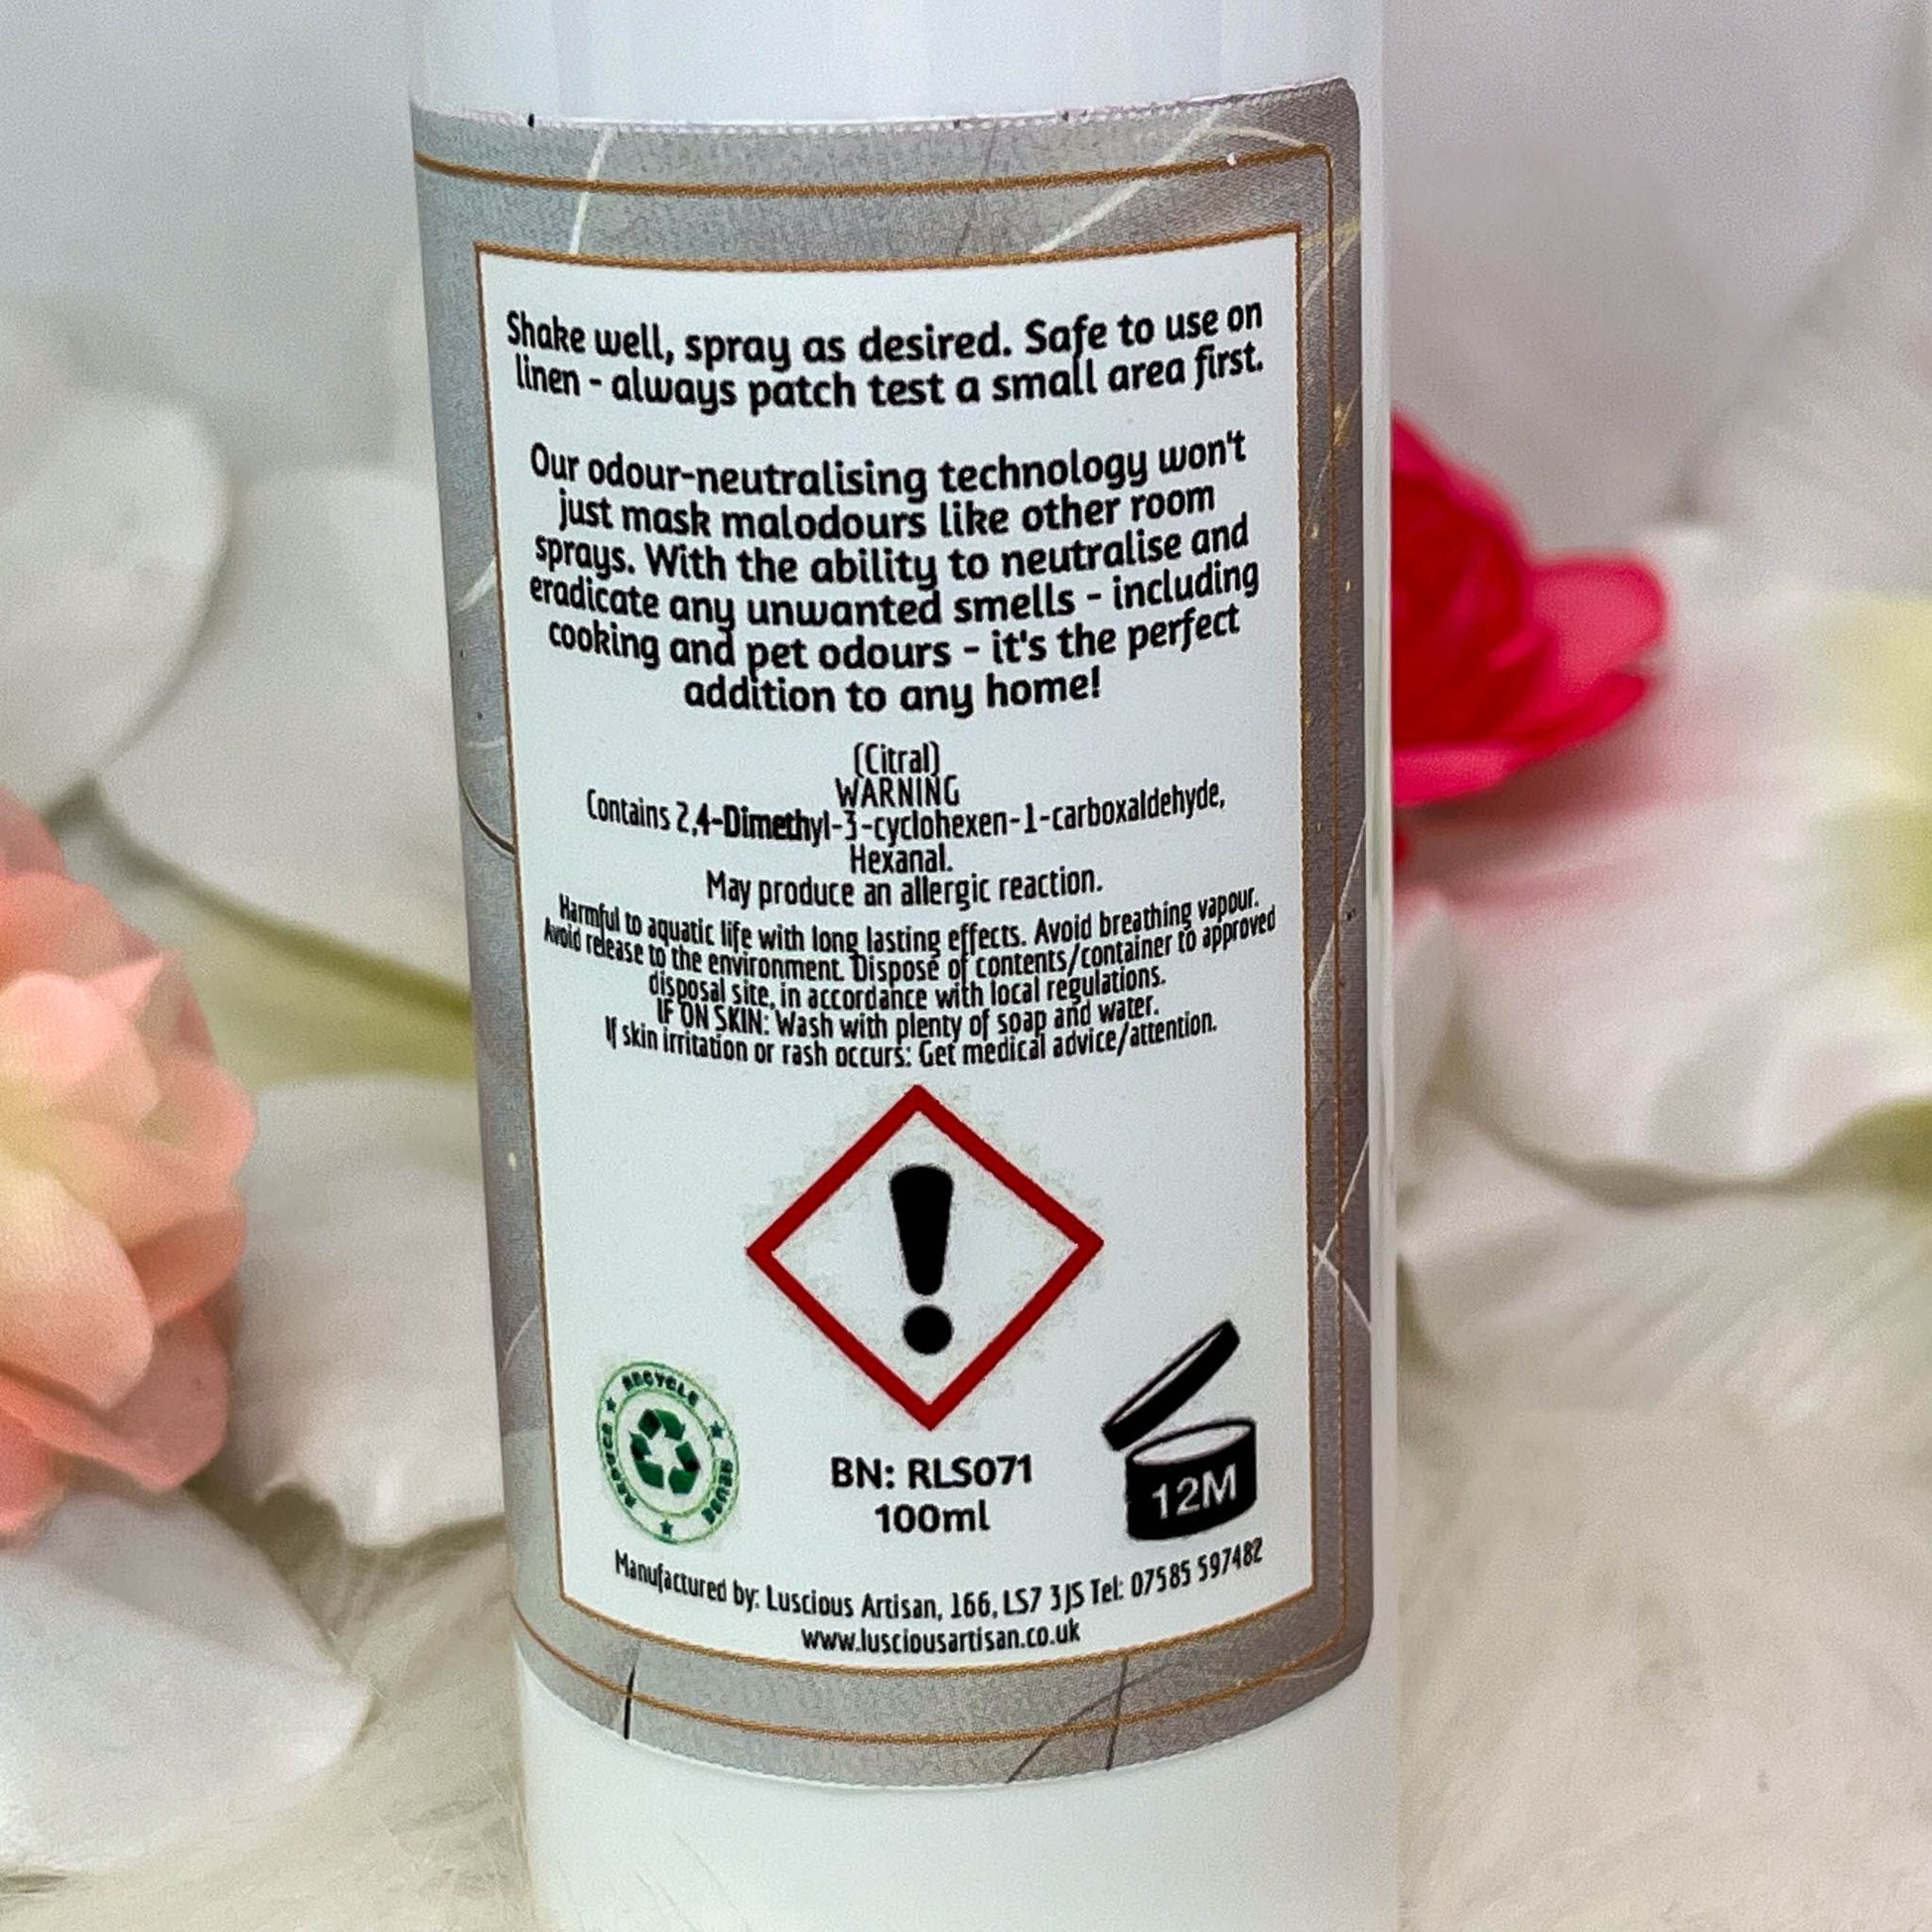 Shake well, spray as desired. Safe to use on
linen - always patch test a small area first.
Our odour-neutralising technology won't
just mask malodours like other room
sprays. With the ability to neutralise and
eradicate any unwanted smells - including
cooking and pet odours - it's the perfect
addition to any home!
(Citral)
WARNING
Contains 2,4-Dimethyl-3-cyclohexen-1-carboxaldehyde,
Hexanal.
May produce an allergic reaction.
Harmful to aquatic life with long lasting effects. Avoid breathing vapour.
Avoid release to the environment. Dispose of contents/container to approved
disposal site, in accordance with local regulations.
IF ON SKIN: Wash with plenty of soap and water.
If skin irritation or rash occurs: Get medical advice/attention.
RECYCLE
REUSE
REDUCE
BN: RLS071
100ml
12M
Manufactured by: Luscious Artisan, 166, LS7 3JS Tel: 07585 597482
www.lusciousartisan.co.uk